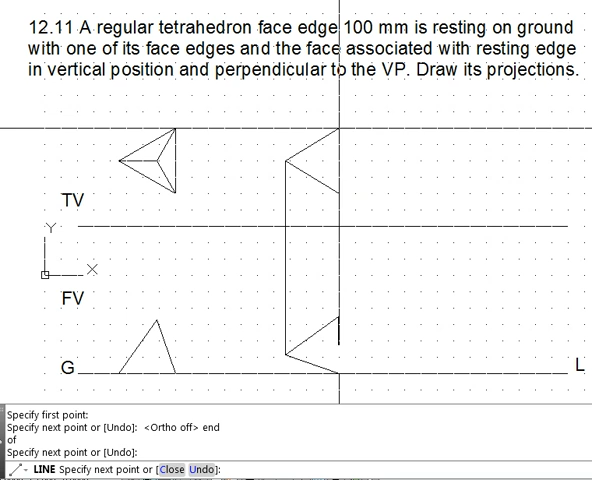 12.11 A regular tetrahedron face edge 100 mm is resting on ground
with one of its face edges and the face associated with resting edge
in vertical position and perpendicular to the VP. Draw its projections.
TV
Y
X
FV
G
L
Specify first point:
Specify next point or [Undo]: <Ortho off> end
of
Specify next point or [Undo]:
LINE Specify next point or [Close Undo]: